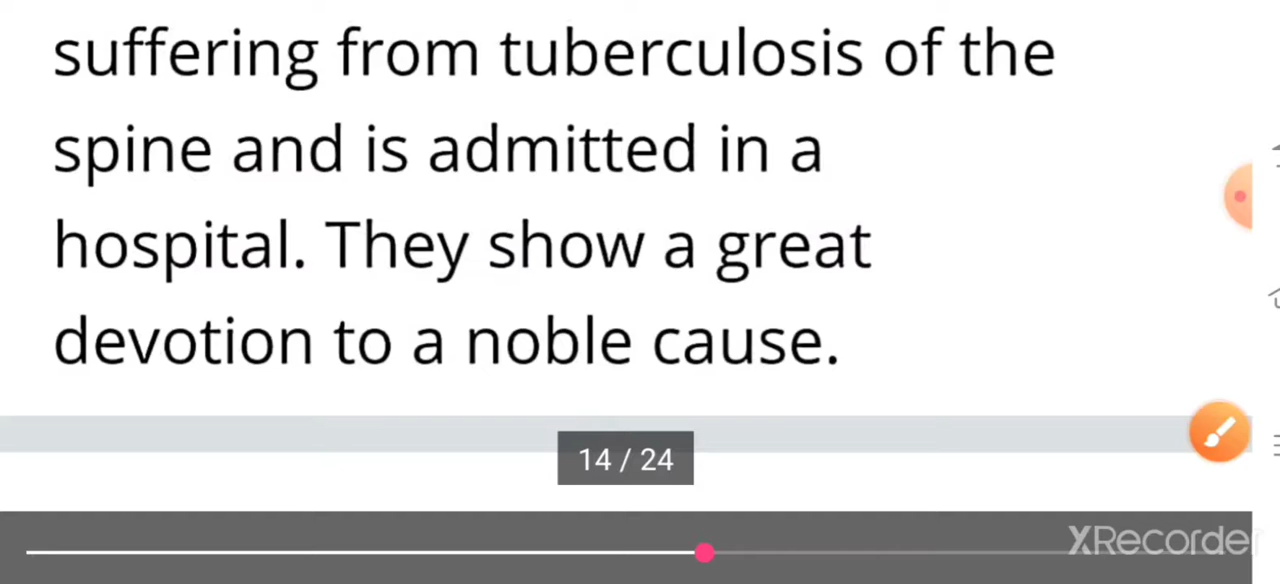 suffering from tuberculosis of the
spine and is admitted in a
hospital. They show a great
devotion to a noble cause.
14 / 24
XRecorder